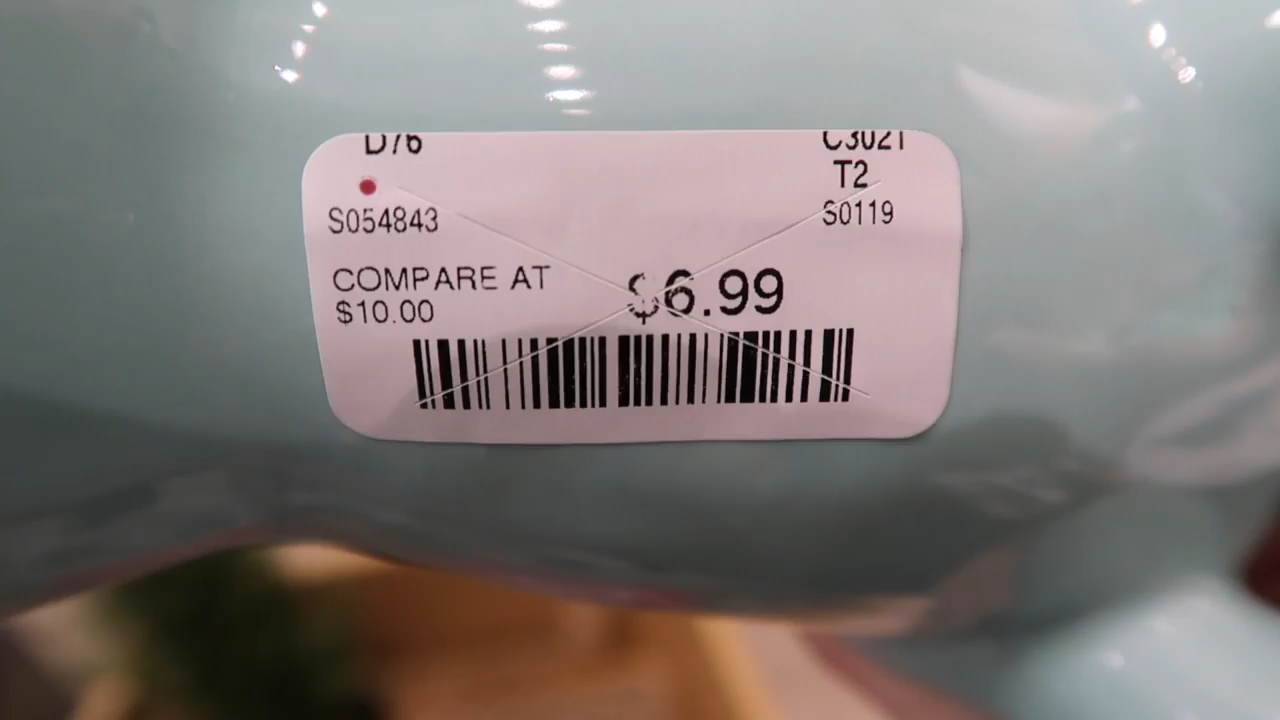 D76 C3021
T2
S054843 S0119
COMPARE AT $6.99
$10.00